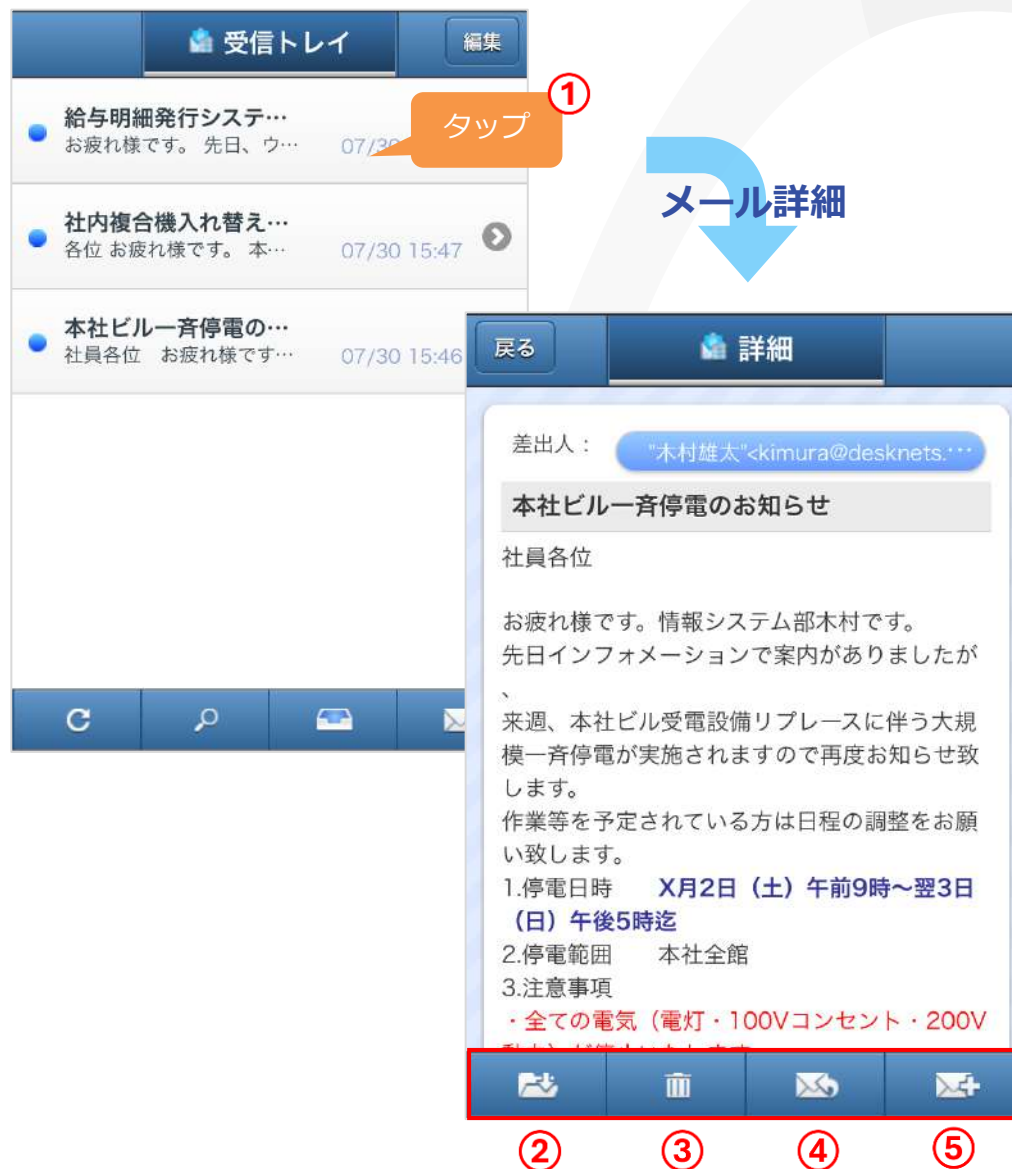 受信トレイ
編集
①
タップ
給与明細発行システ…
お疲れ様です。 先日、ウ…
07/30
社内複合機入れ替え…
各位 お疲れ様です。 本…
07/30 15:47
本社ビル一斉停電の…
社員各位 お疲れ様です…
07/30 15:46
メール詳細
戻る
詳細
差出人：
"木村雄太"<kimura@desknets.…
本社ビル一斉停電のお知らせ
社員各位
お疲れ様です。情報システム部木村です。
先日インフォメーションで案内がありましたが
、
来週、本社ビル受電設備リプレースに伴う大規
模一斉停電が実施されますので再度お知らせ致
します。
作業等を予定されている方は日程の調整をお願
い致します。
1.停電日時 X月2日（土）午前9時～翌3日
（日）午後5時迄
2.停電範囲 本社全館
3.注意事項
・全ての電気（電灯・100Vコンセント・200V
② ③ ④ ⑤